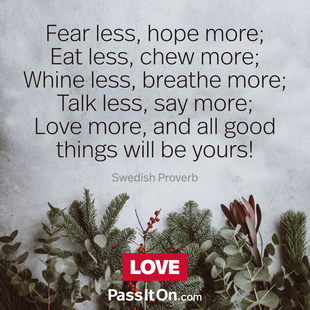 Fear less, hope more;
Eat less, chew more;
Whine less, breathe more;
Talk less, say more;
Love more, and all good
things will be yours!
Swedish Proverb
LOVE
PassItOn.com